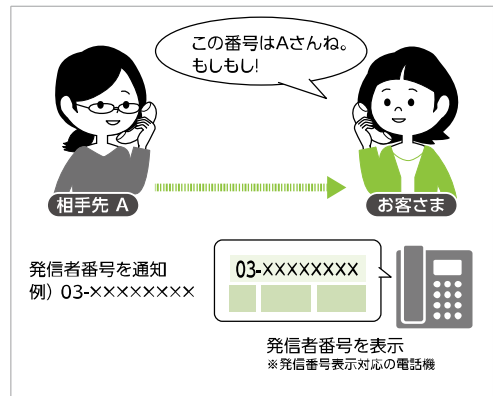 この番号はAさんね。
もしもし!
相手先 A
お客さま
発信者番号を通知
例）03-××××××××
03-××××××××
発信者番号を表示
※発信番号表示対応の電話機